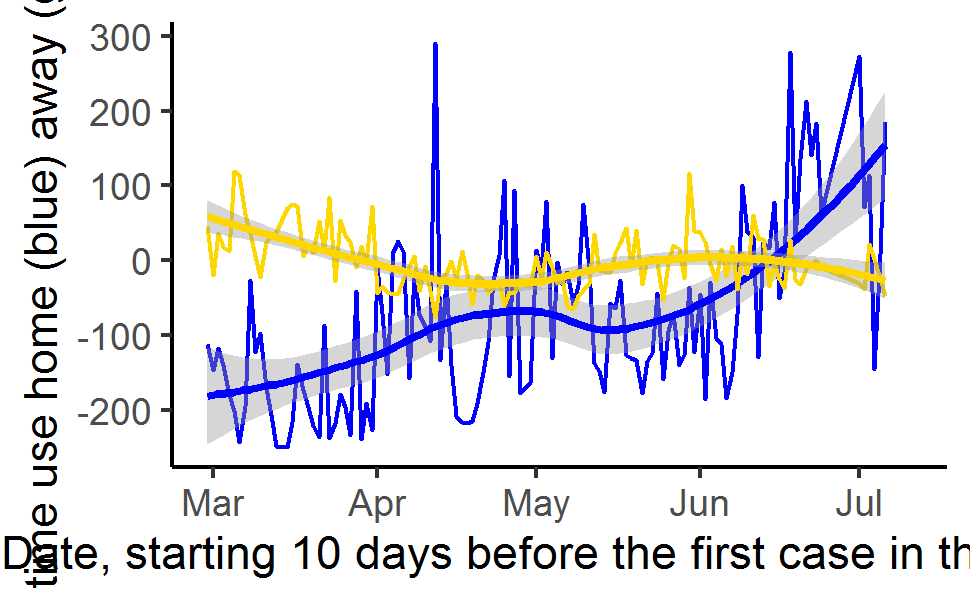 time use home (blue) away (
300
200
100
0
-100
-200
Mar Apr May Jun Jul
Date, starting 10 days before the first case in th